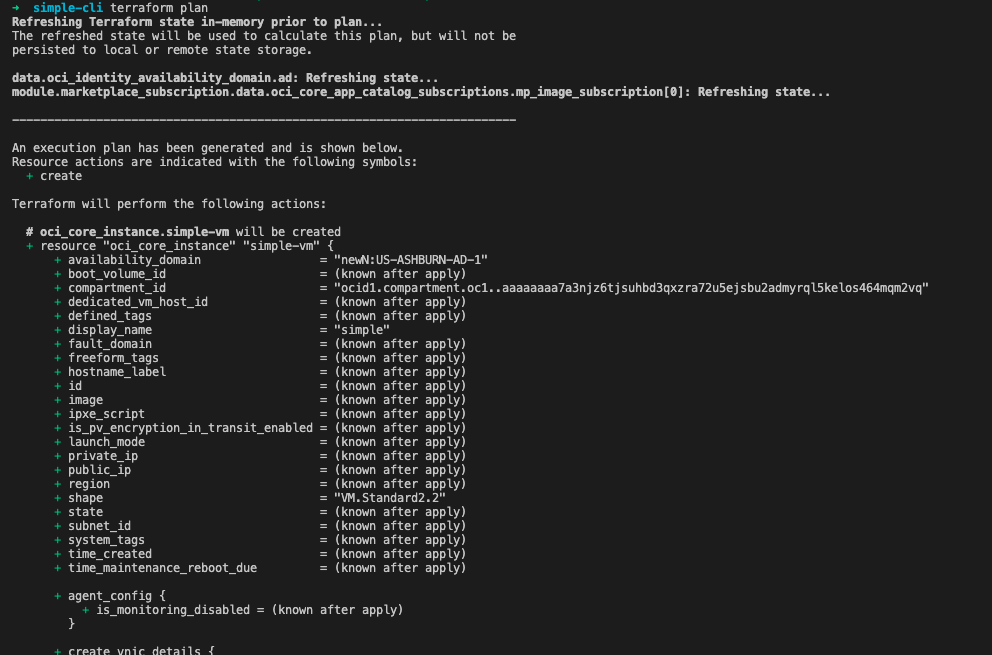 → simple-cli terraform plan
Refreshing Terraform state in-memory prior to plan...
The refreshed state will be used to calculate this plan, but will not be
persisted to local or remote state storage.
data.oci_identity_availability_domain.ad: Refreshing state...
module.marketplace_subscription.data.oci_core_app_catalog_subscriptions.mp_image_subscription[0]: Refreshing state...
------------------------------------------------------------------------
An execution plan has been generated and is shown below.
Resource actions are indicated with the following symbols:
  + create
Terraform will perform the following actions:
  # oci_core_instance.simple-vm will be created
  + resource "oci_core_instance" "simple-vm" {
      + availability_domain                 = "newN:US-ASHBURN-AD-1"
      + boot_volume_id                      = (known after apply)
      + compartment_id                      = "ocid1.compartment.oc1..aaaaaaaa7a3njz6tjsuhbd3qxzra72u5ejsbu2admyrql5kelos464mqm2vq"
      + dedicated_vm_host_id                = (known after apply)
      + defined_tags                        = (known after apply)
      + display_name                        = "simple"
      + fault_domain                        = (known after apply)
      + freeform_tags                       = (known after apply)
      + hostname_label                      = (known after apply)
      + id                                  = (known after apply)
      + image                               = (known after apply)
      + ipxe_script                         = (known after apply)
      + is_pv_encryption_in_transit_enabled = (known after apply)
      + launch_mode                         = (known after apply)
      + private_ip                          = (known after apply)
      + public_ip                           = (known after apply)
      + region                              = (known after apply)
      + shape                               = "VM.Standard2.2"
      + state                               = (known after apply)
      + subnet_id                           = (known after apply)
      + system_tags                         = (known after apply)
      + time_created                        = (known after apply)
      + time_maintenance_reboot_due         = (known after apply)
      + agent_config {
          + is_monitoring_disabled = (known after apply)
        }
      + create_vnic_details {